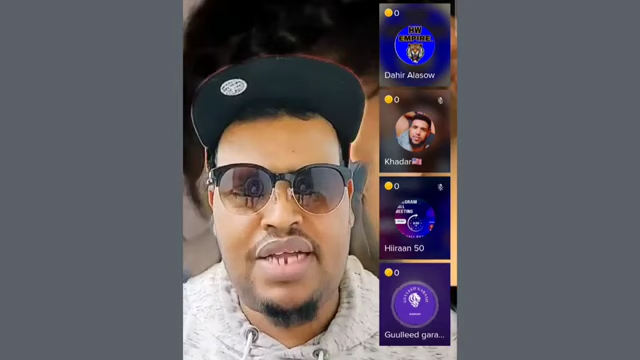 0
HW
EMPIRE
Dahir Alasow
0
Khadar🇺🇸
0
Hiiraan 50
0
Guulleed gara...